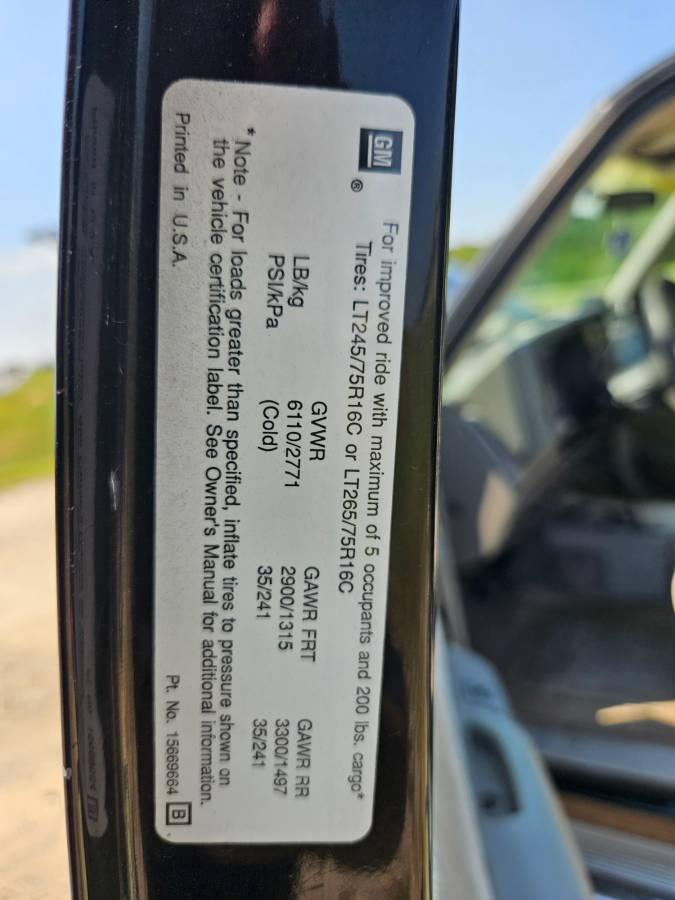 GM
®
For improved ride with maximum of 5 occupants and 200 lbs. cargo*
Tires: LT245/75R16C or LT265/75R16C
GVWR GAWR FRT GAWR RR
LB/kg 6110/2771 2900/1315 3300/1497
PSI/kPa (Cold) 35/241 35/241
* Note - For loads greater than specified, inflate tires to pressure shown on
the vehicle certification label. See Owner's Manual for additional information.
Printed in U.S.A. Pt. No. 15669664 B .